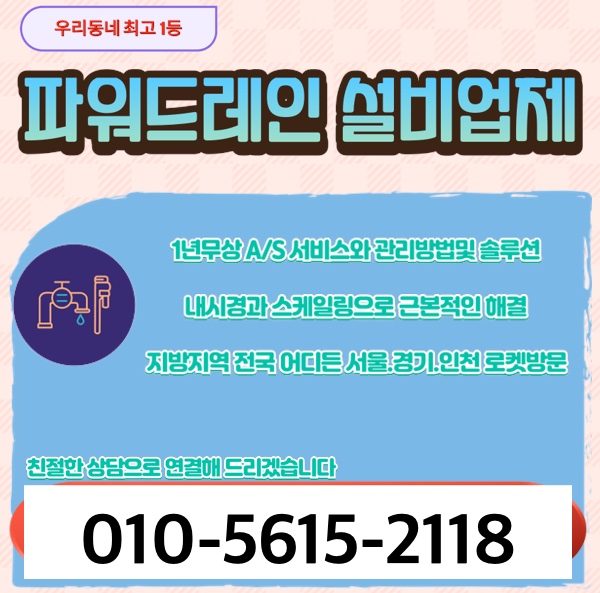 우리동네 최고 1등
파워드레인 설비업제
1년무상 A/S 서비스와 관리방법및 솔루션
내시경과 스케일링으로 근본적인 해결
지방지역 전국 어디든 서울.경기.인천 로켓방문
친절한 상담으로 연결해 드리겠습니다
010-5615-2118